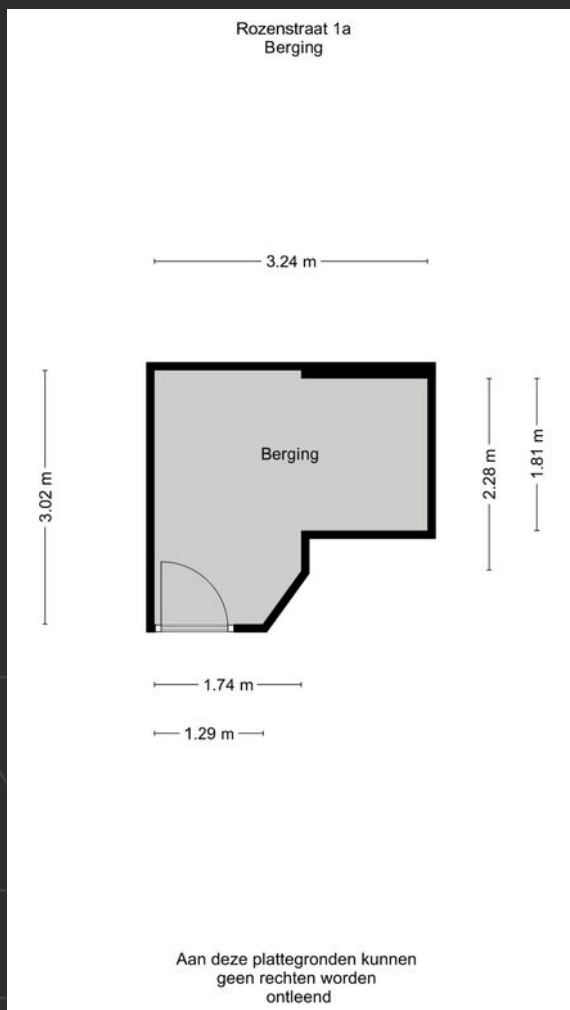 Rozenstraat 1a
Berging
3.24 m
Berging
3.02 m
2.28 m
1.81 m
1.74 m
1.29 m
Aan deze plattegronden kunnen
geen rechten worden
ontleend